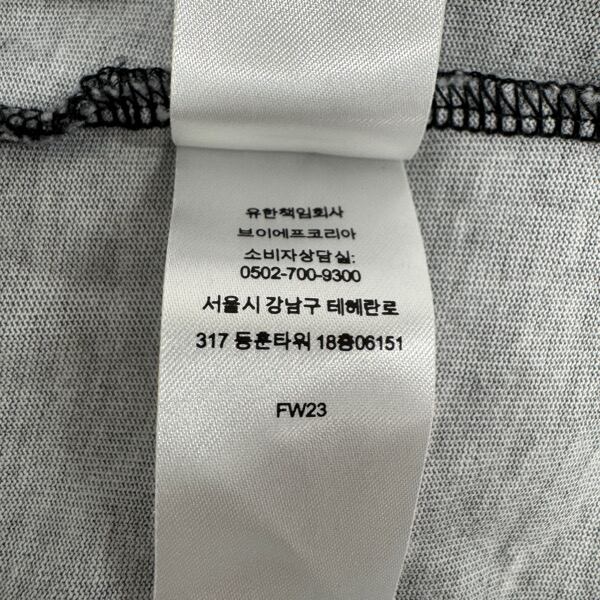 유한책임회사
브이에프코리아
소비자상담실:
0502-700-9300
서울시 강남구 테헤란로
317 동훈타워 18층06151
FW23